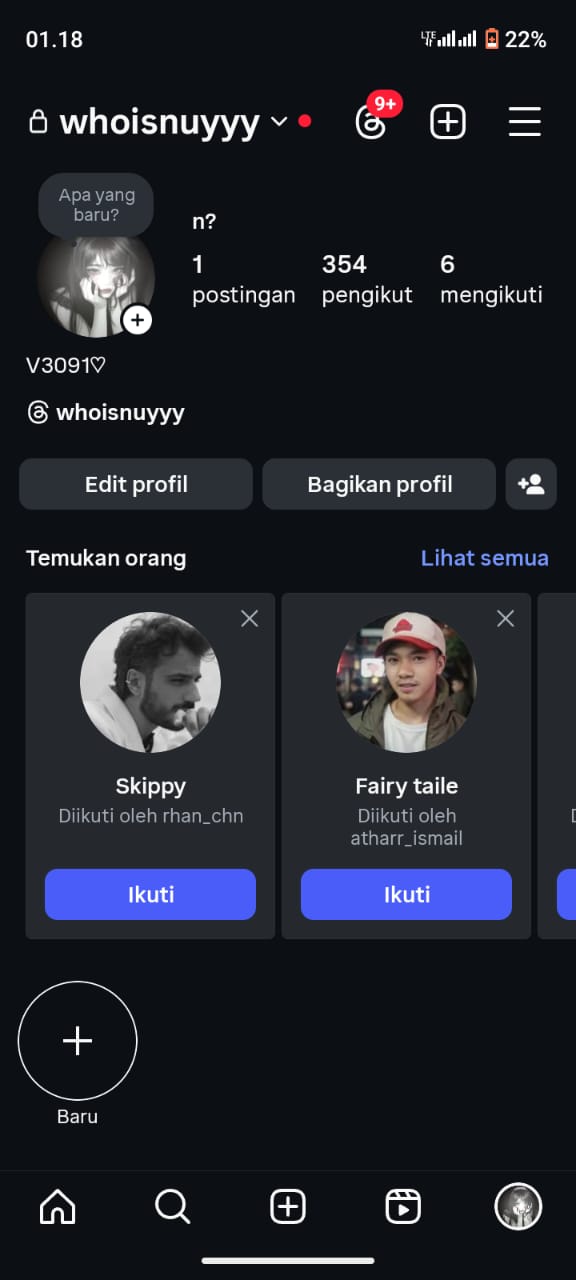 01.18
LTE 22%
whoisnuyyy
9+
Apa yang
baru?
n?
1 354 6
postingan pengikut mengikuti
V3091♡
whoisnuyyy
Edit profil Bagikan profil
Temukan orang Lihat semua
Skippy
Diikuti oleh rhan_chn
Ikuti
Fairy taile
Diikuti oleh
atharr_ismail
Ikuti
Baru